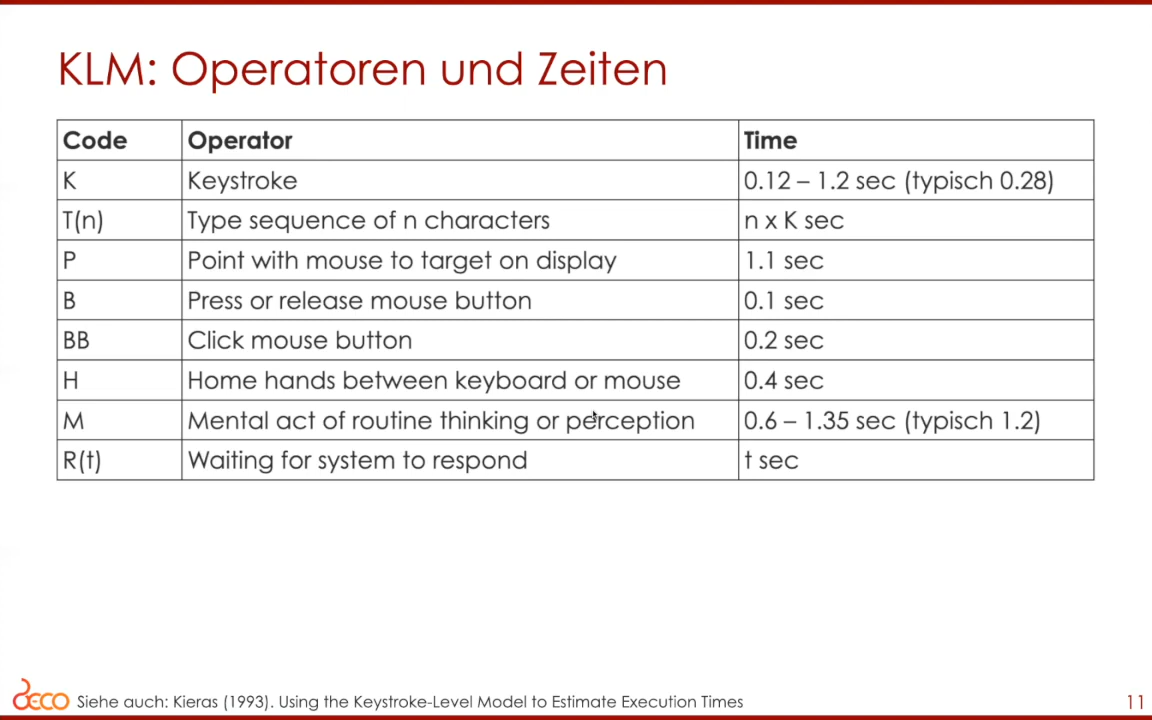 KLM: Operatoren und Zeiten
Code Operator Time
K Keystroke 0.12 – 1.2 sec (typisch 0.28)
T(n) Type sequence of n characters n x K sec
P Point with mouse to target on display 1.1 sec
B Press or release mouse button 0.1 sec
BB Click mouse button 0.2 sec
H Home hands between keyboard or mouse 0.4 sec
M Mental act of routine thinking or perception 0.6 – 1.35 sec (typisch 1.2)
R(t) Waiting for system to respond t sec
DECO Siehe auch: Kieras (1993). Using the Keystroke-Level Model to Estimate Execution Times 11